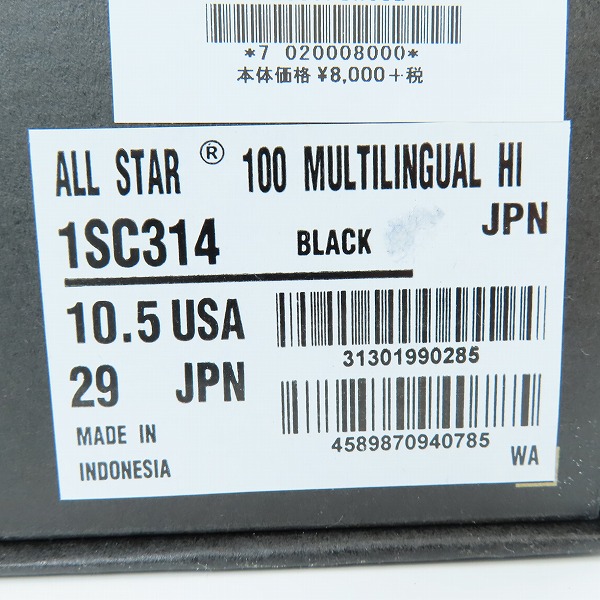 *7 020008000*
本体価格 ¥8,000+税
ALL STAR ® 100 MULTILINGUAL HI
1SC314 BLACK JPN
10.5 USA
31301990285
29 JPN
4589870940785
MADE IN
INDONESIA
WA